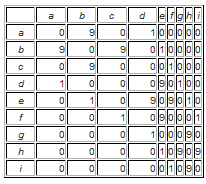 a b c d e f g h i
a 0 9 0 1 0 0 0 0 0
b 9 0 9 0 1 0 0 0 0
c 0 9 0 0 0 1 0 0 0
d 1 0 0 0 9 0 1 0 0
e 0 1 0 9 0 9 0 1 0
f 0 0 1 0 9 0 0 0 1
g 0 0 0 1 0 0 0 9 0
h 0 0 0 0 1 0 9 0 9
i 0 0 0 0 0 1 0 9 0